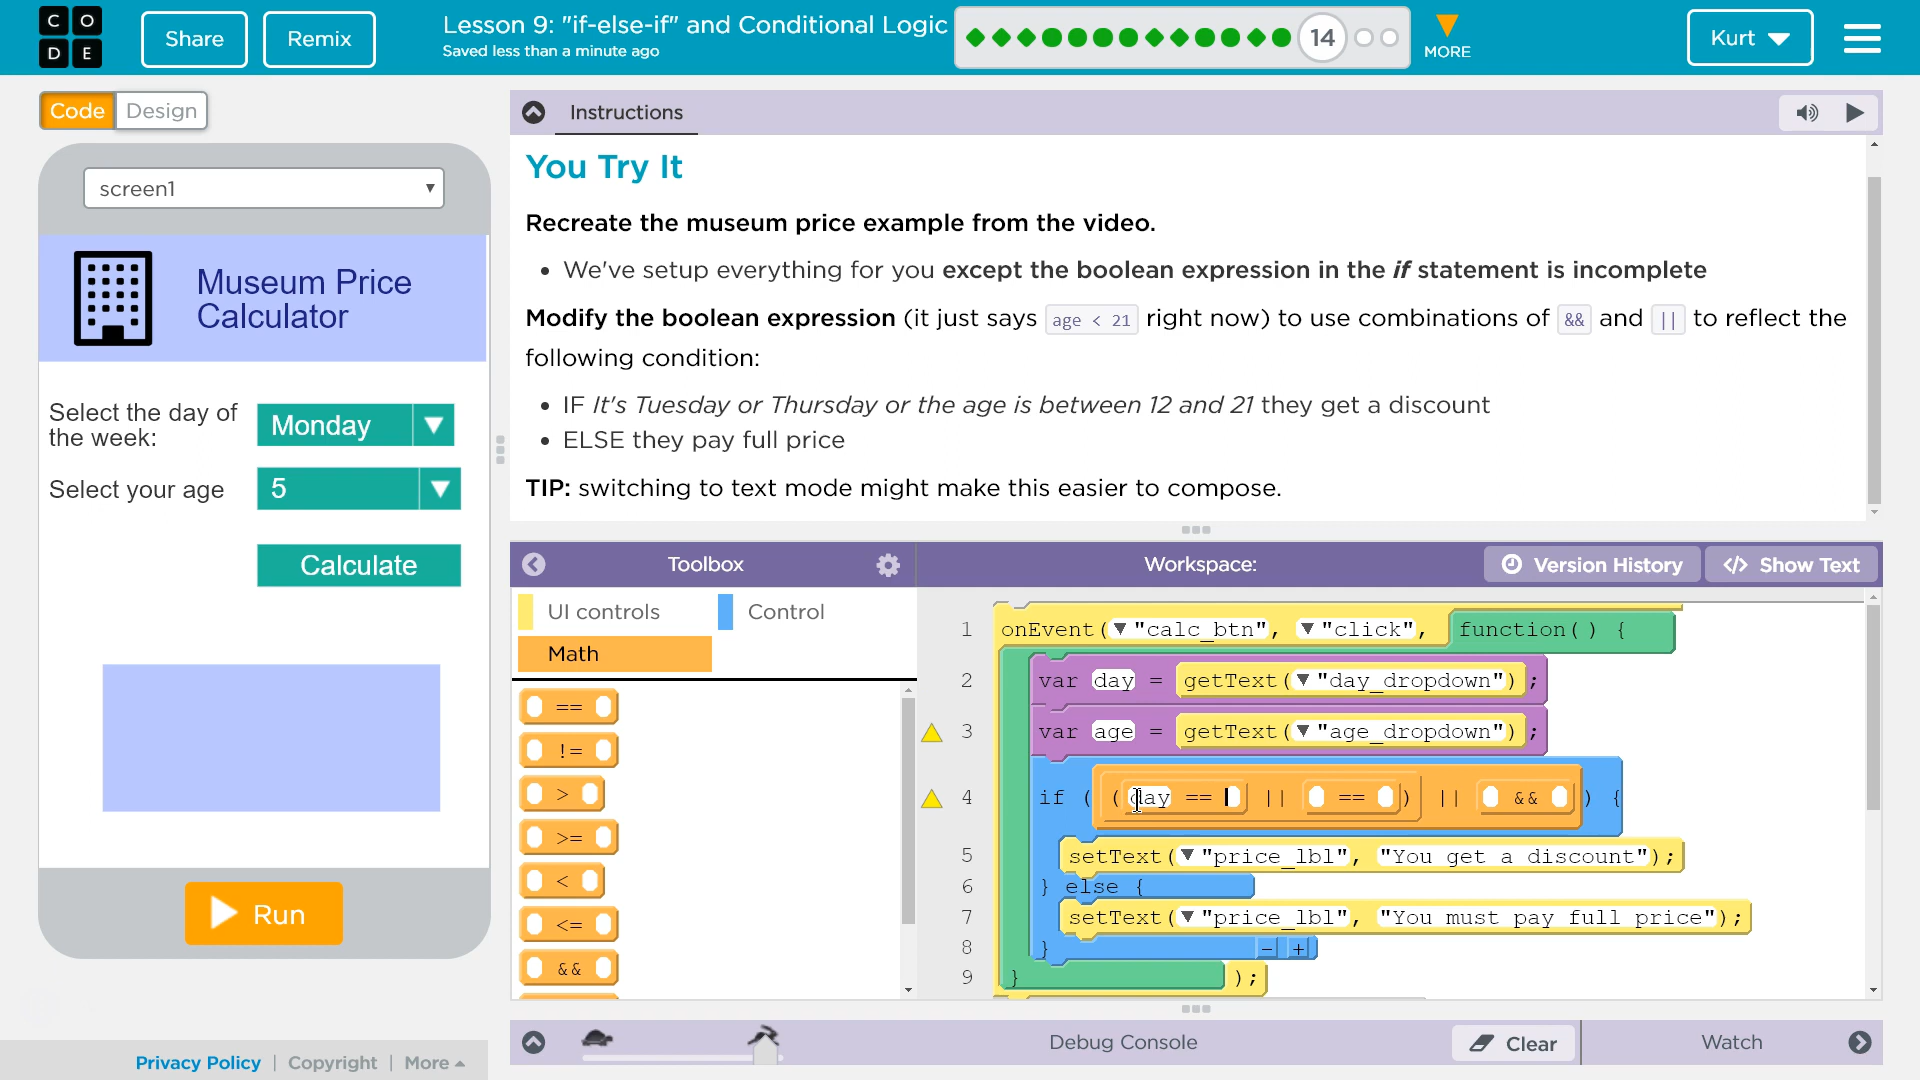 CODE
Share
Remix
Lesson 9: "if-else-if" and Conditional Logic
Saved less than a minute ago
14
MORE
Kurt
Code
Design
screen1
Museum Price
Calculator
Select the day of
the week:
Monday
Select your age
5
Calculate
Run
Privacy Policy | Copyright | More
Instructions
You Try It
Recreate the museum price example from the video.
• We've setup everything for you except the boolean expression in the if statement is incomplete
Modify the boolean expression (it just says age < 21 right now) to use combinations of && and || to reflect the
following condition:
• IF It's Tuesday or Thursday or the age is between 12 and 21 they get a discount
• ELSE they pay full price
TIP: switching to text mode might make this easier to compose.
Toolbox
Workspace:
Version History
</> Show Text
UI controls
Control
Math
==
!=
>
>=
<
<=
&&
1 onEvent(▼"calc_btn", ▼"click", function() {
2 var day = getText(▼"day_dropdown");
3 var age = getText(▼"age_dropdown");
4 if ( ( day == || == ) || && ) {
5 setText(▼"price_lbl", "You get a discount");
6 } else {
7 setText(▼"price_lbl", "You must pay full price");
8 } - +
9 } );
Debug Console
Clear
Watch